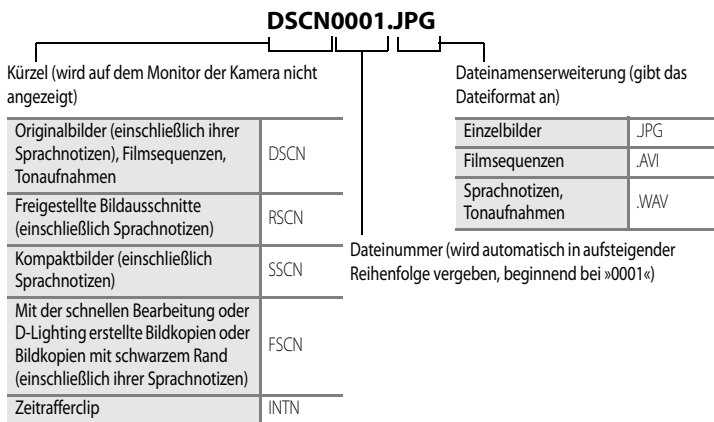 DSCN0001.JPG
Kürzel (wird auf dem Monitor der Kamera nicht
angezeigt)
Originalbilder (einschließlich ihrer
Sprachnotizen), Filmsequenzen,
Tonaufnahmen
DSCN
Freigestellte Bildausschnitte
(einschließlich Sprachnotizen)
RSCN
Kompaktbilder (einschließlich
Sprachnotizen)
SSCN
Mit der schnellen Bearbeitung oder
D-Lighting erstellte Bildkopien oder
Bildkopien mit schwarzem Rand
(einschließlich ihrer Sprachnotizen)
FSCN
Zeitrafferclip
INTN
Dateinamenserweiterung (gibt das
Dateiformat an)
Einzelbilder
.JPG
Filmsequenzen
.AVI
Sprachnotizen,
Tonaufnahmen
.WAV
Dateinummer (wird automatisch in aufsteigender
Reihenfolge vergeben, beginnend bei »0001«)